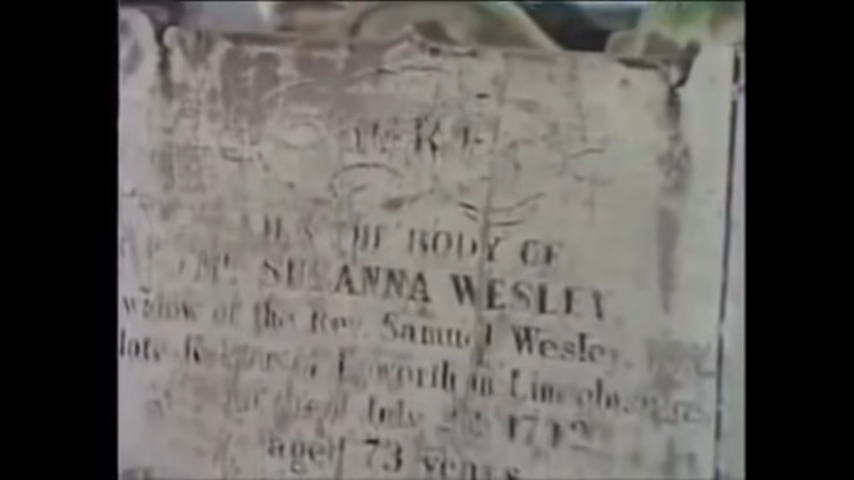 HERE
LIES THE BODY OF
Mrs. SUSANNA WESLEY,
widow of the Rev. Samuel Wesley,
late Rector of Epworth in Lincolnshire,
who died July 1742
aged 73 years